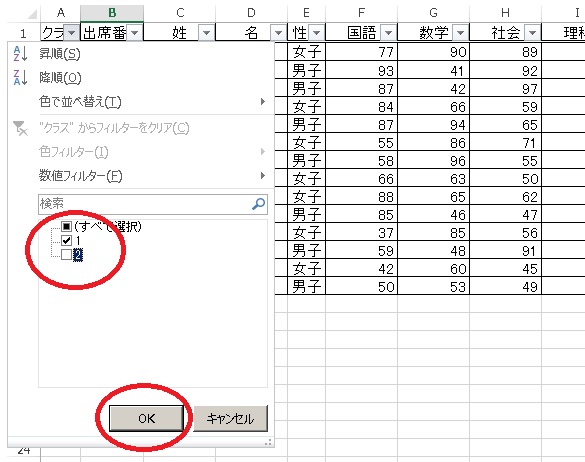 A B C D E F G H I
1 クラ 出席番 姓 名 性 国語 数学 社会 理科
昇順(S)
降順(O)
色で並べ替え(T)
"クラス" からフィルターをクリア(C)
色フィルター(I)
数値フィルター(F)
検索
(すべて選択)
1
2
OK キャンセル
女子 77 90 89
男子 93 41 92
男子 87 42 97
女子 84 66 59
男子 87 94 65
女子 55 86 71
男子 58 96 55
女子 66 63 50
女子 88 65 62
男子 85 46 47
女子 37 85 56
男子 59 48 91
女子 42 60 45
男子 50 53 49
24